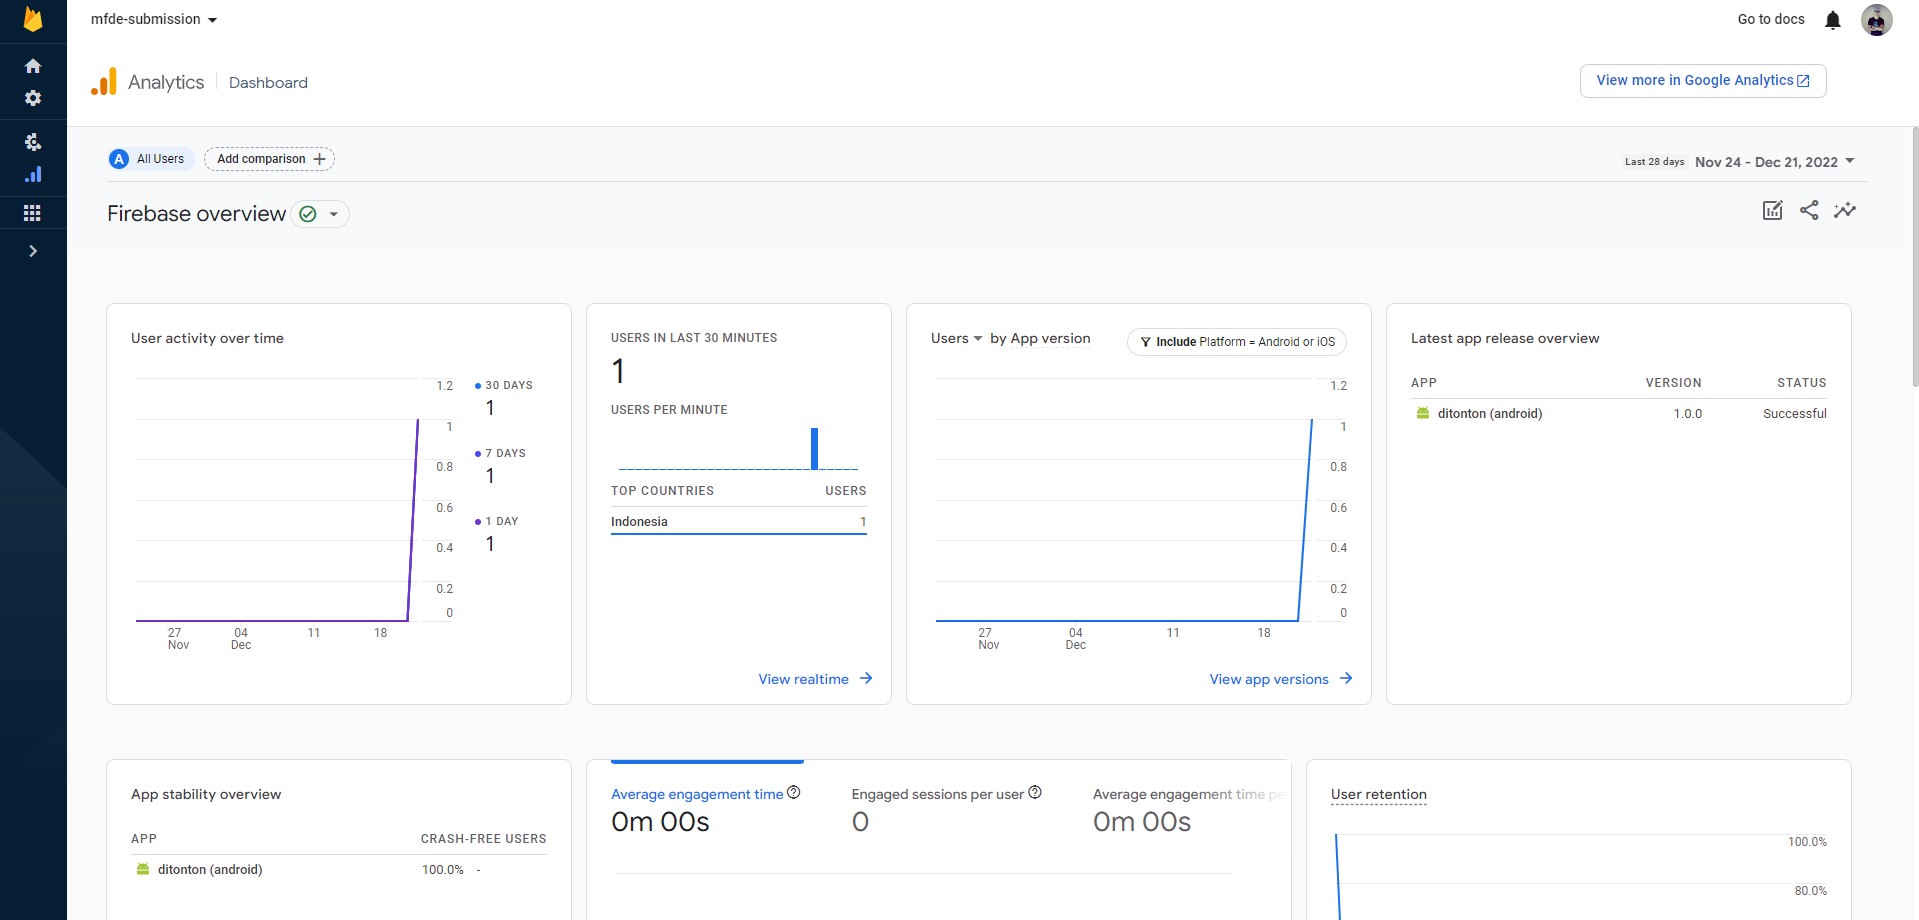 mfde-submission
Go to docs
Analytics
Dashboard
View more in Google Analytics
A All Users
Add comparison
Last 28 days Nov 24 - Dec 21, 2022
Firebase overview
User activity over time
1.2
1
0.8
0.6
0.4
0.2
0
27 Nov
04 Dec
11
18
30 DAYS
1
7 DAYS
1
1 DAY
1
USERS IN LAST 30 MINUTES
1
USERS PER MINUTE
TOP COUNTRIES USERS
Indonesia 1
View realtime
Users by App version
Include Platform = Android or iOS
1.2
1
0.8
0.6
0.4
0.2
0
27 Nov
04 Dec
11
18
View app versions
Latest app release overview
APP VERSION STATUS
ditonton (android) 1.0.0 Successful
App stability overview
APP CRASH-FREE USERS
ditonton (android) 100.0% -
Average engagement time
0m 00s
Engaged sessions per user
0
Average engagement time pe
0m 00s
User retention
100.0%
80.0%